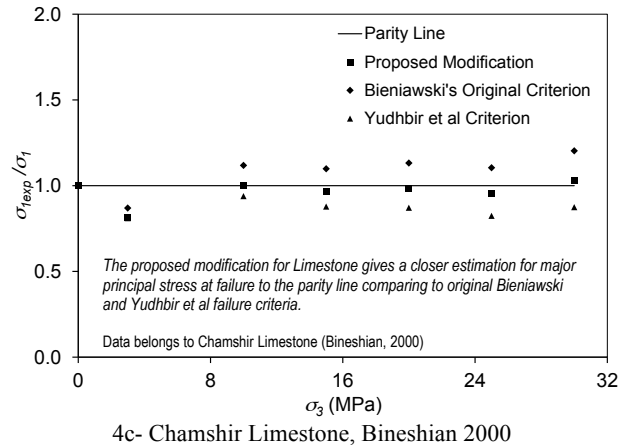 2.0
Parity Line
Proposed Modification
Bieniawski's Original Criterion
1.5
Yudhbir et al Criterion
σ1exp/σ1
1.0
0.5
The proposed modification for Limestone gives a closer estimation for major
principal stress at failure to the parity line comparing to original Bieniawski
and Yudhbir et al failure criteria.
Data belongs to Chamshir Limestone (Bineshian, 2000)
0.0
0 8 16 24 32
σ3 (MPa)
4c- Chamshir Limestone, Bineshian 2000